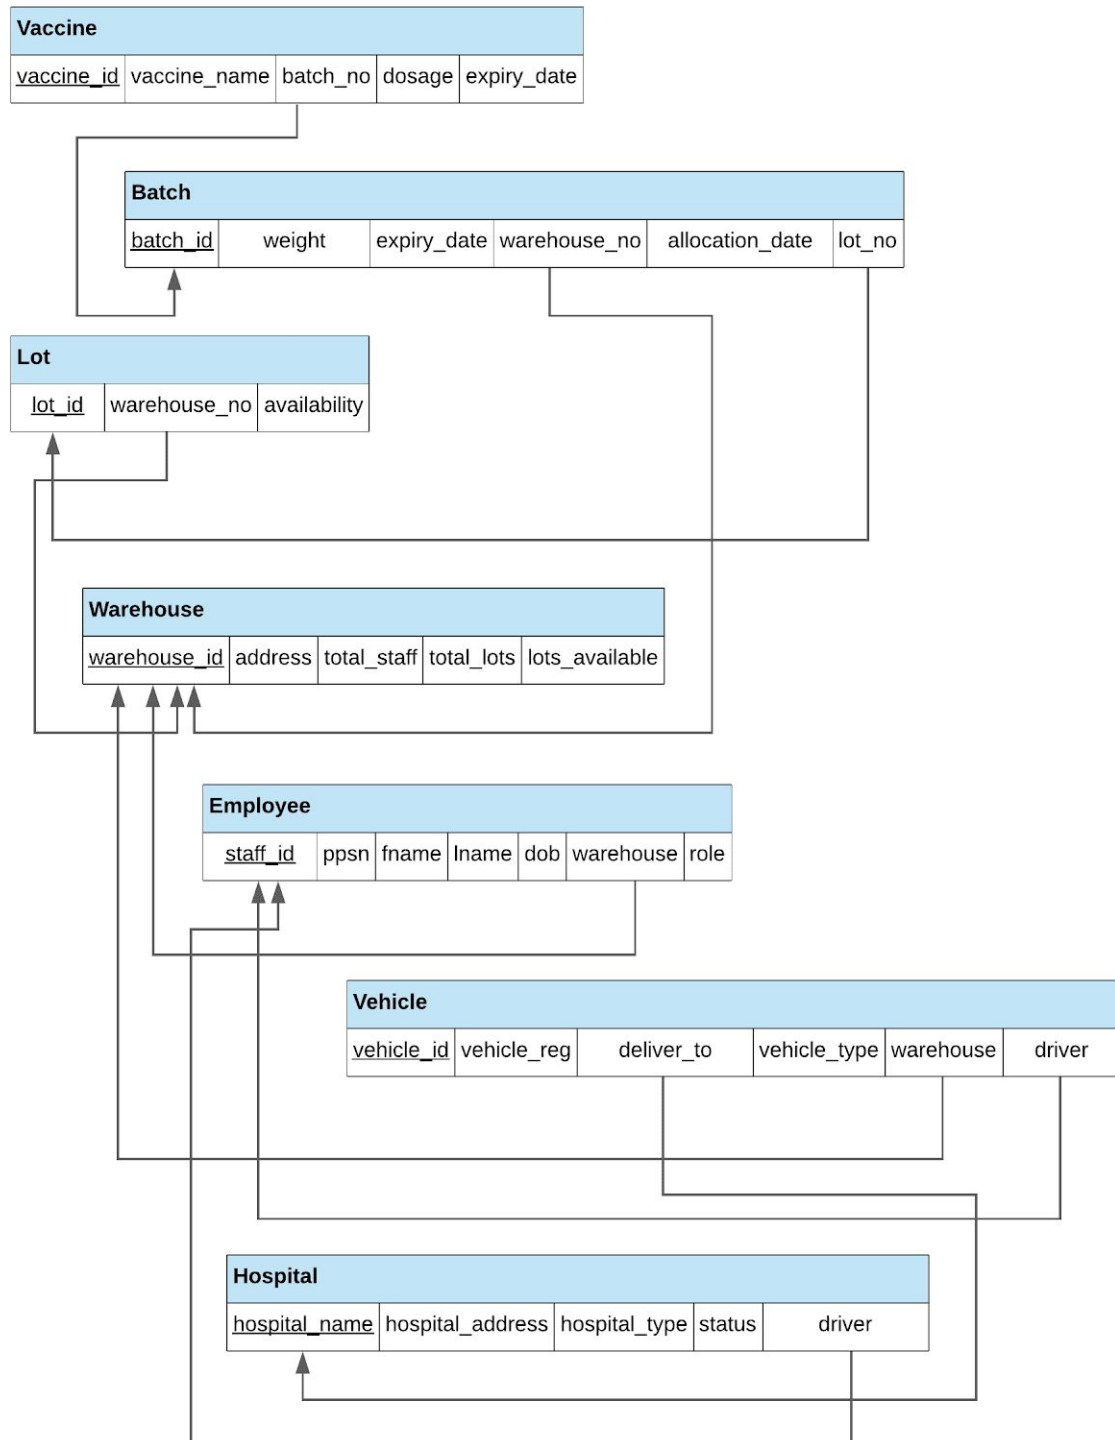 Vaccine
vaccine_id vaccine_name batch_no dosage expiry_date
Batch
batch_id weight expiry_date warehouse_no allocation_date lot_no
Lot
lot_id warehouse_no availability
Warehouse
warehouse_id address total_staff total_lots lots_available
Employee
staff_id ppsn fname lname dob warehouse role
Vehicle
vehicle_id vehicle_reg deliver_to vehicle_type warehouse driver
Hospital
hospital_name hospital_address hospital_type status driver